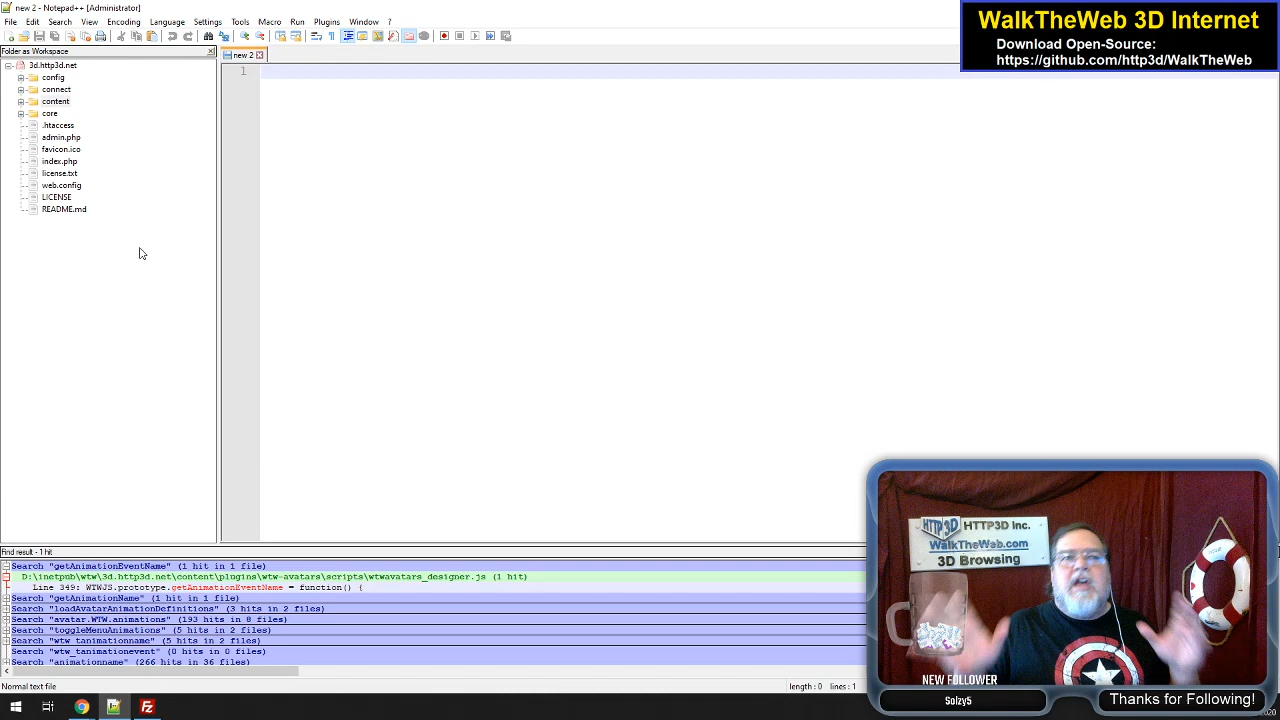 new 2 - Notepad++ [Administrator]
File Edit Search View Encoding Language Settings Tools Macro Run Plugins Window ?
Folder as Workspace
new 2
1
3d.http3d.net
config
connect
content
core
.htaccess
admin.php
favicon.ico
index.php
license.txt
web.config
LICENSE
README.md
WalkTheWeb 3D Internet
Download Open-Source:
https://github.com/http3d/WalkTheWeb
Find result - 1 hit
Search "getAnimationEventName" (1 hit in 1 file)
D:\inetpub\wtw\3d.http3d.net\content\plugins\wtw-avatars\scripts\wtwavatars_designer.js (1 hit)
Line 349: WTWJS.prototype.getAnimationEventName = function() {
Search "getAnimationName" (1 hit in 1 file)
Search "loadAvatarAnimationDefinitions" (3 hits in 2 files)
Search "avatar.WTW.animations" (193 hits in 8 files)
Search "toggleMenuAnimations" (5 hits in 2 files)
Search "wtw_tanimationname" (5 hits in 2 files)
Search "wtw_tanimationevent" (0 hits in 0 files)
Search "animationname" (266 hits in 36 files)
Normal text file
length : 0 lines : 1
HTTP3D HTTP3D Inc.
WalkTheWeb.com
3D Browsing
NEW FOLLOWER
Solzy5
Thanks for Following!